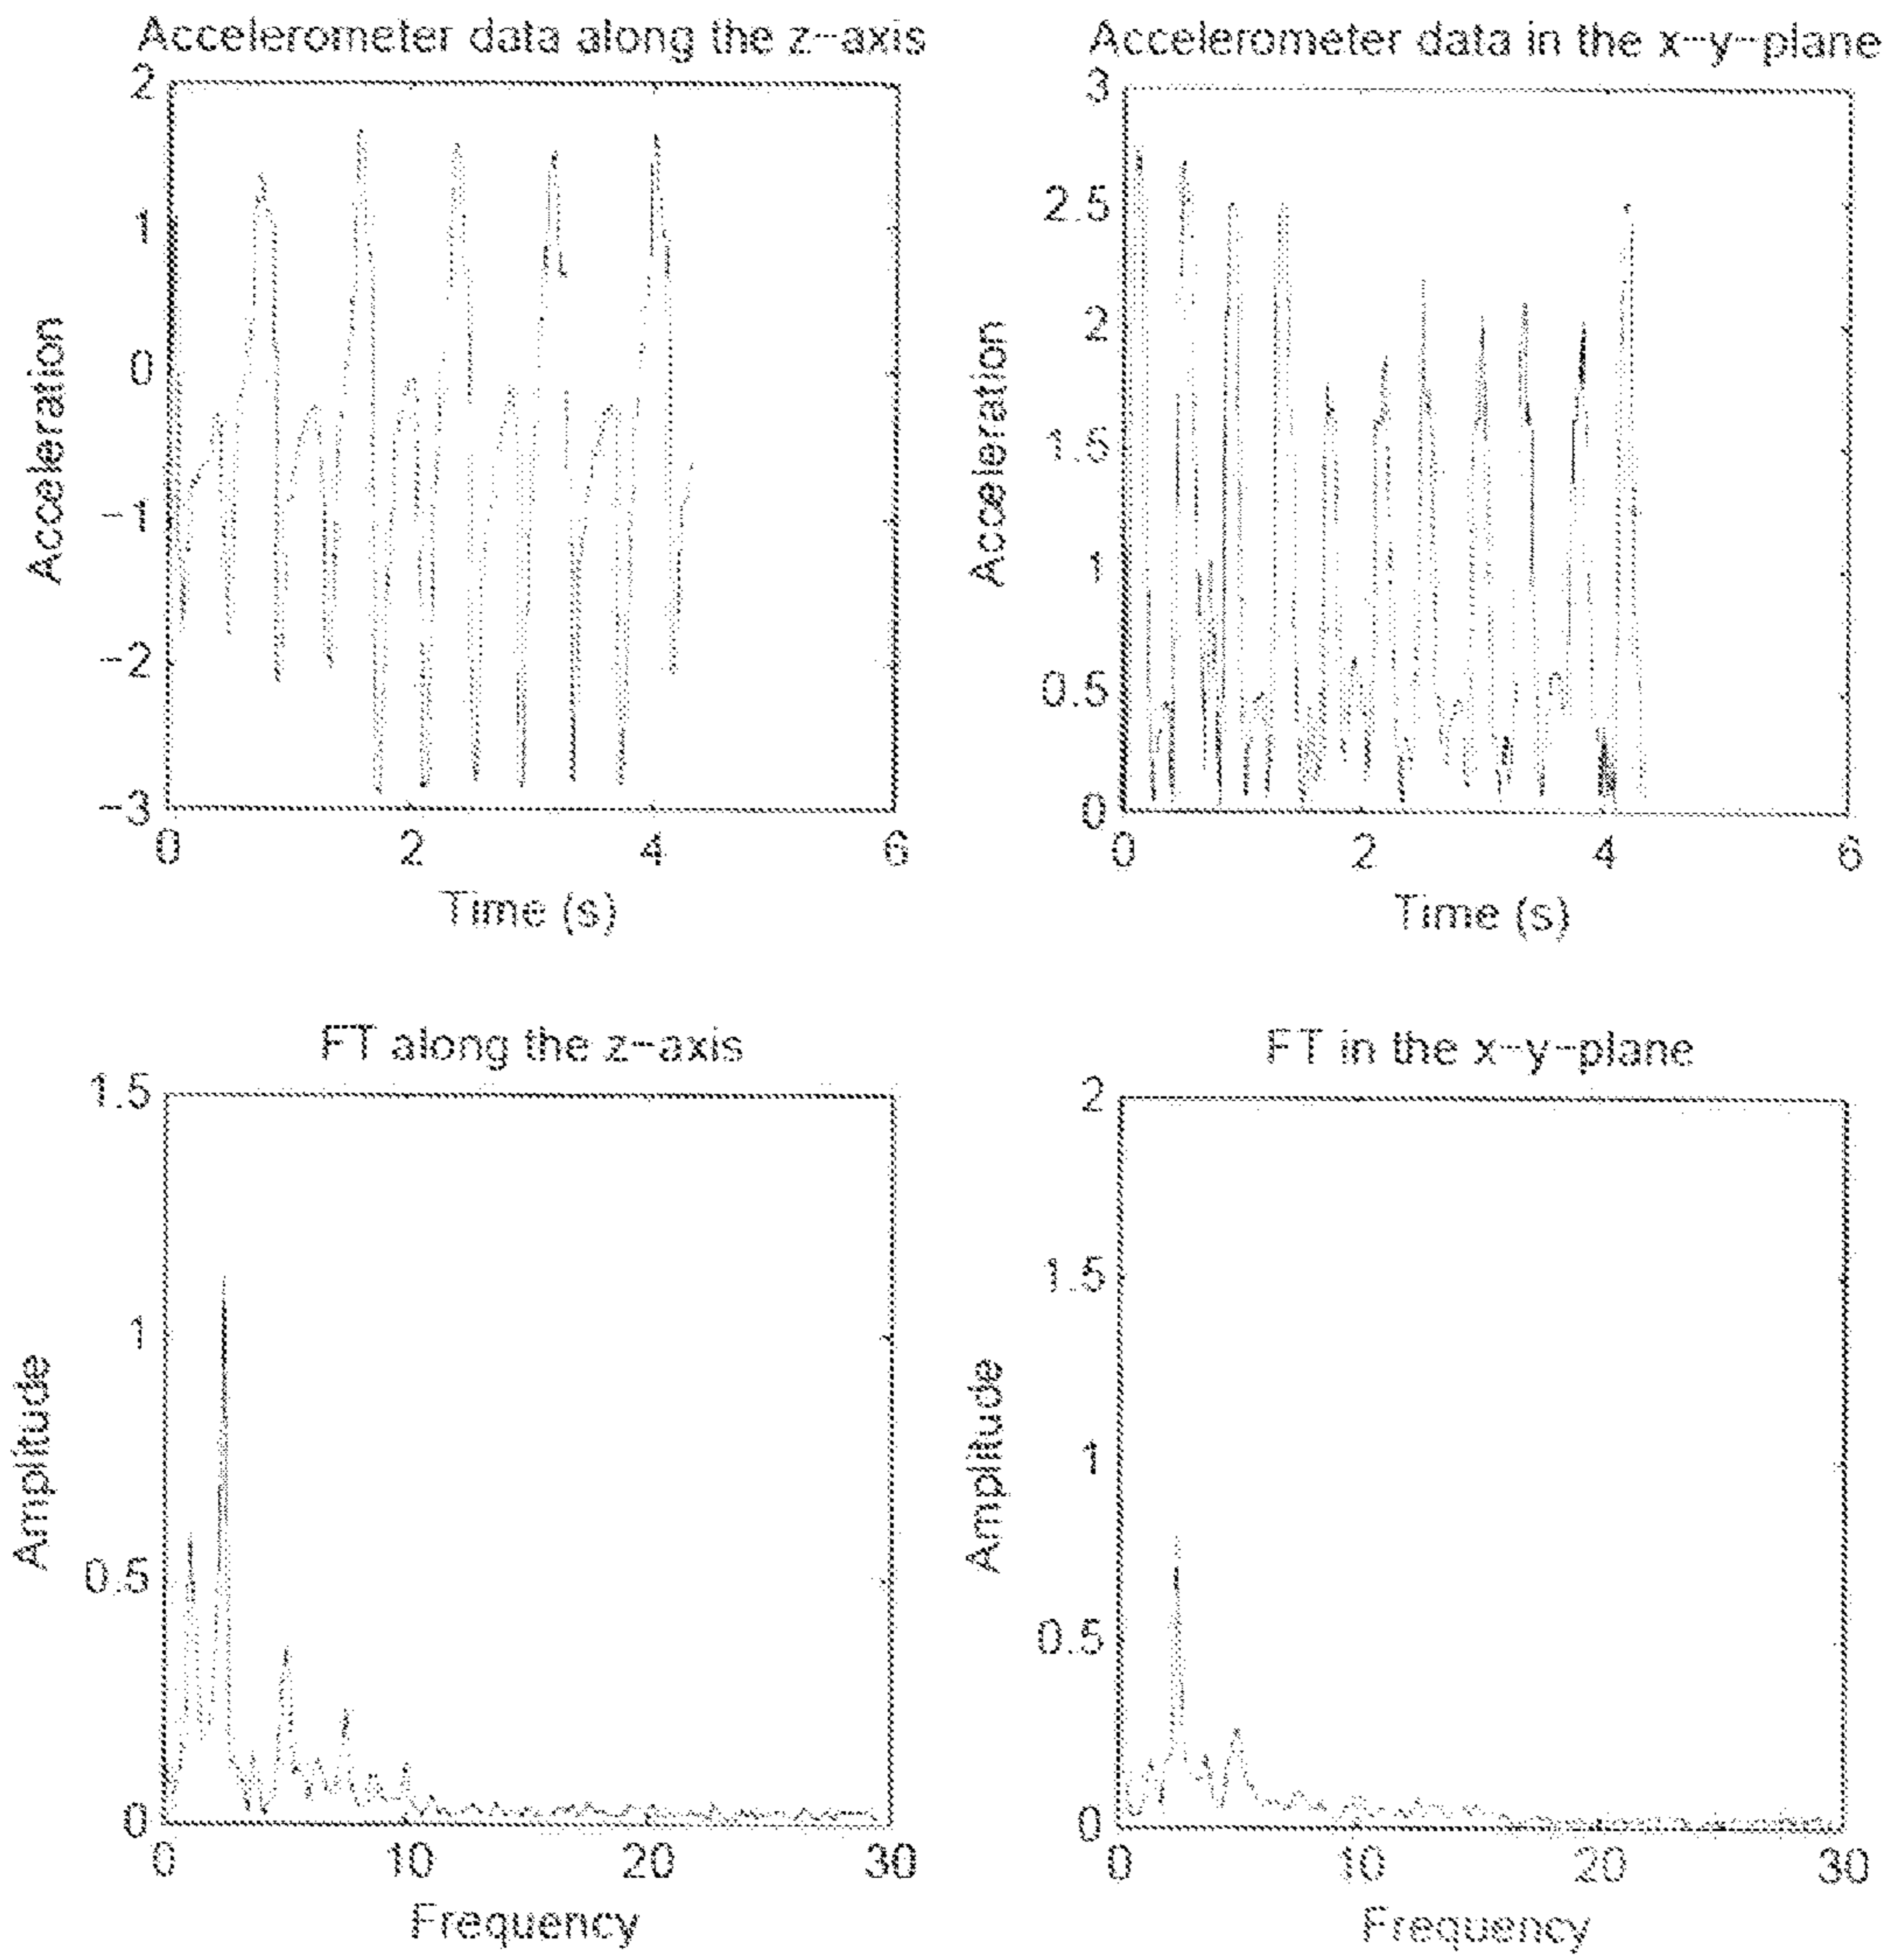 Accelerometer data along the z-axis
2
1
0
-1
-2
-3
0 2 4 6
Acceleration
Time (s)
Accelerometer data in the x-y-plane
3
2.5
2
1.5
1
0.5
0
0 2 4 6
Acceleration
Time (s)
FT along the z-axis
1.5
1
0.5
0
0 10 20 30
Amplitude
Frequency
FT in the x-y-plane
2
1.5
1
0.5
0
0 10 20 30
Amplitude
Frequency